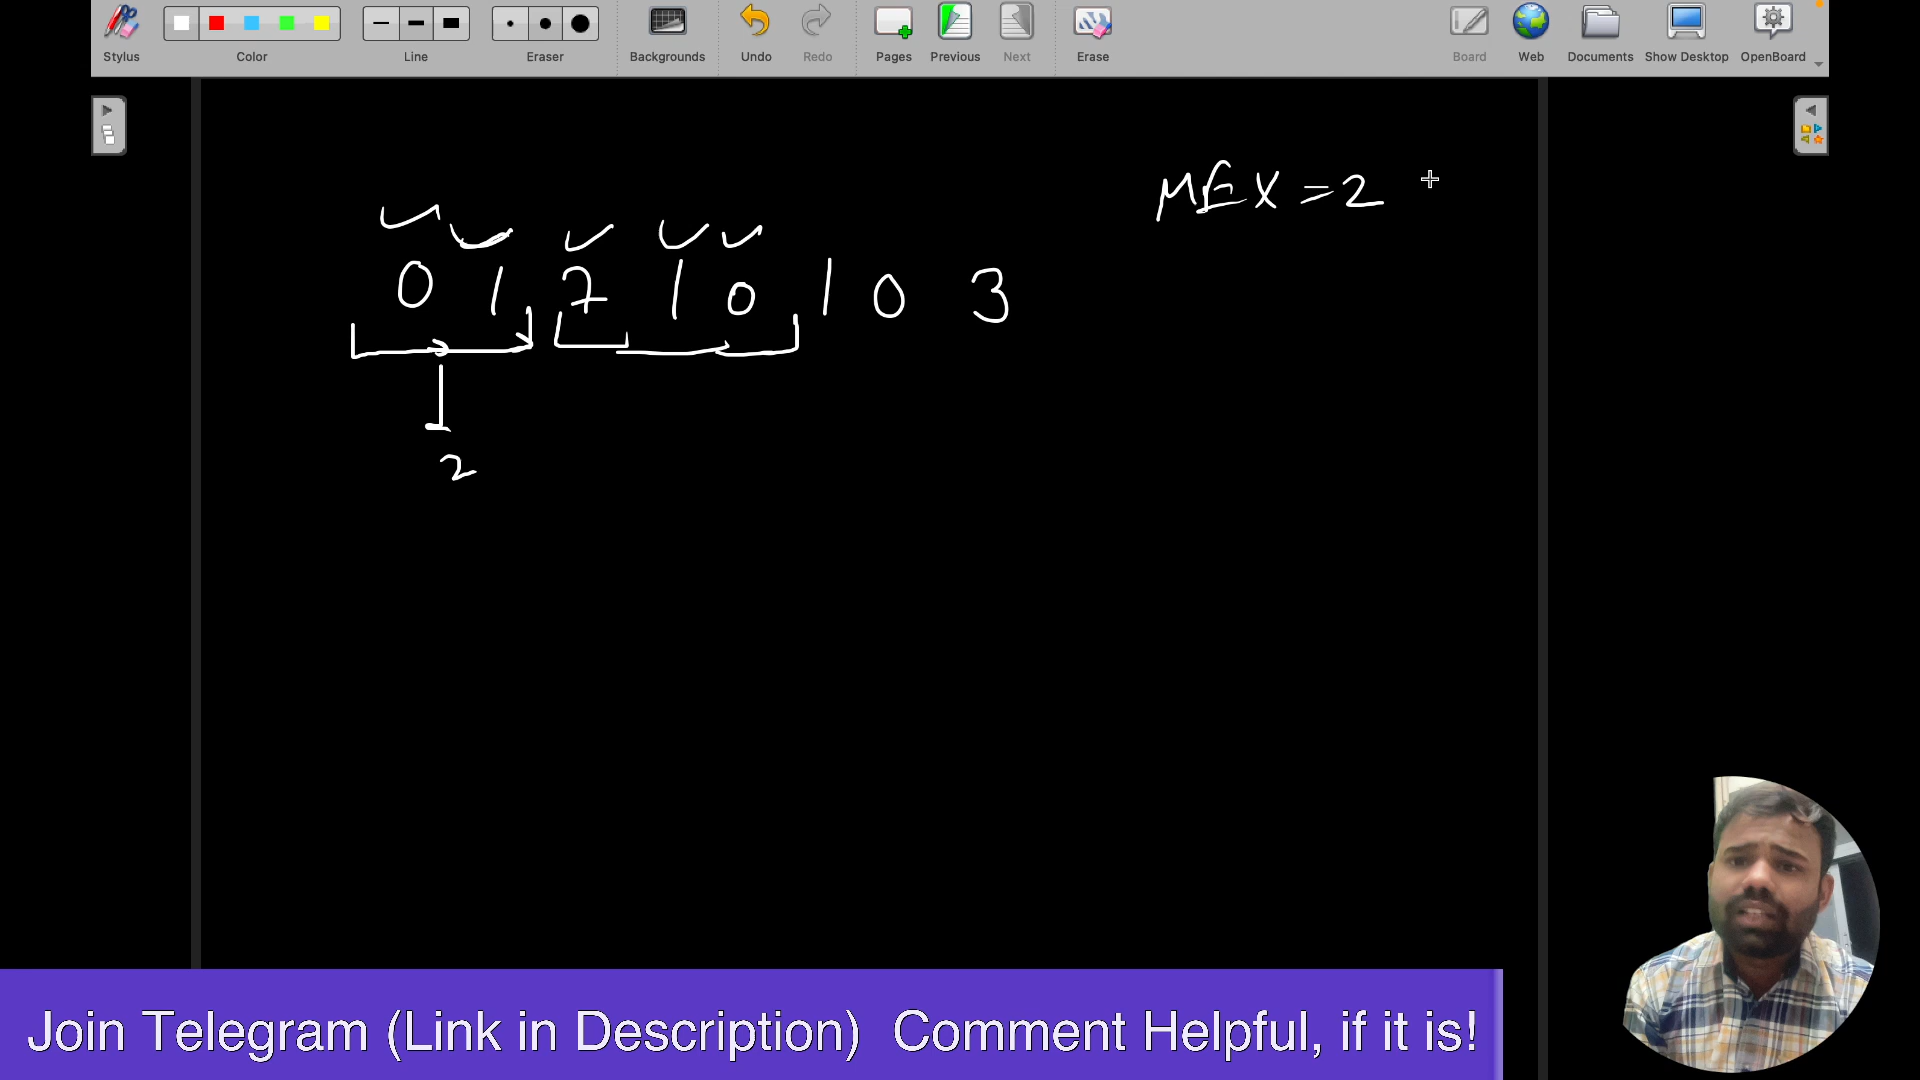 Stylus Color Line Eraser Backgrounds Undo Redo Pages Previous Next Erase Board Web Documents Show Desktop OpenBoard
MEX = 2
0 1 7 1 0 1 0 3
2
Join Telegram (Link in Description) Comment Helpful, if it is!